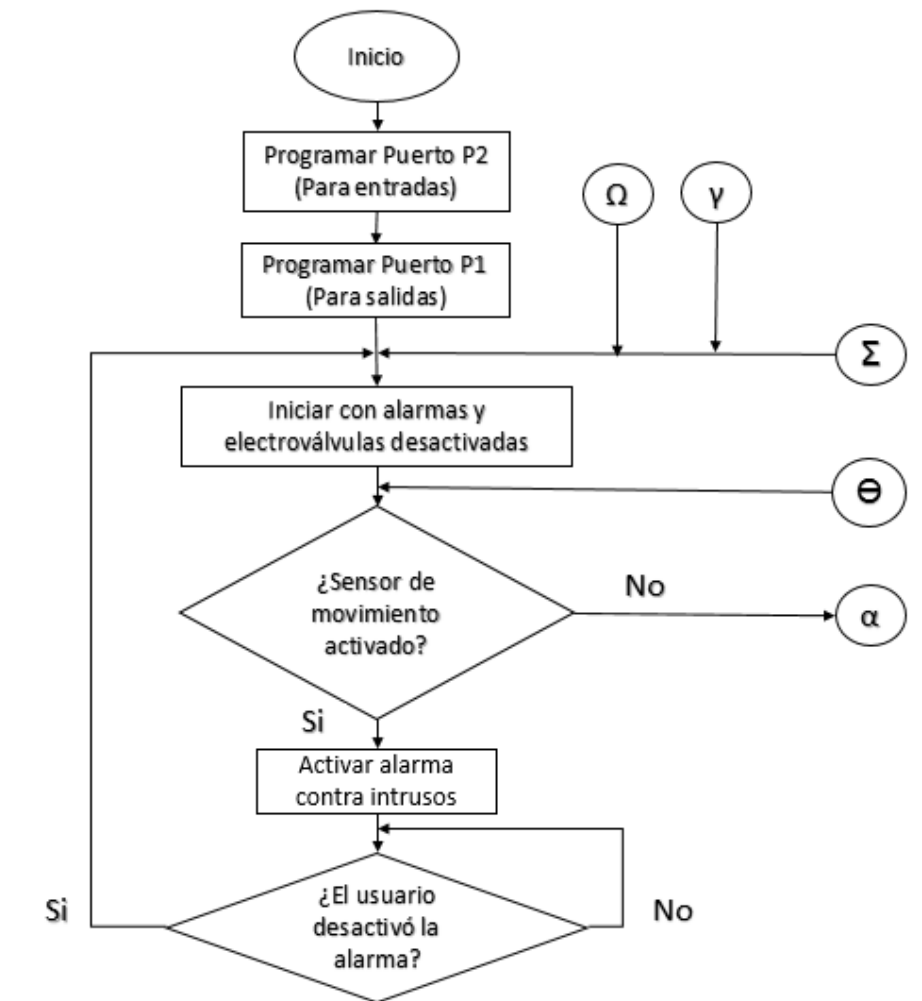 Inicio
Programar Puerto P2
(Para entradas)
Ω
γ
Programar Puerto P1
(Para salidas)
Σ
Iniciar con alarmas y
electroválvulas desactivadas
Ɵ
¿Sensor de
movimiento
activado?
No
α
Si
Activar alarma
contra intrusos
¿El usuario
desactivó la
alarma?
Si
No